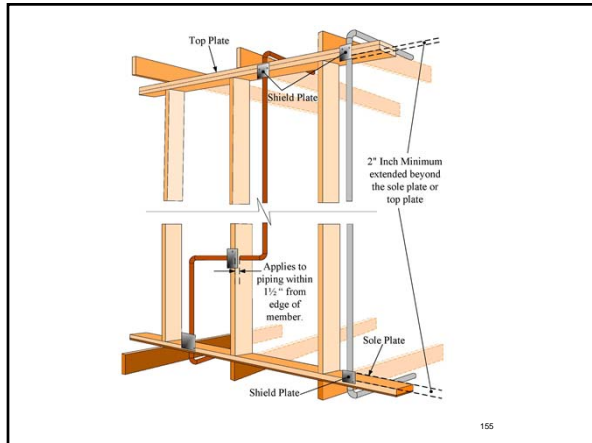 Top Plate
Shield Plate
2" Inch Minimum
extended beyond
the sole plate or
top plate
Applies to
piping within
1½ " from
edge of
member.
Sole Plate
Shield Plate
155